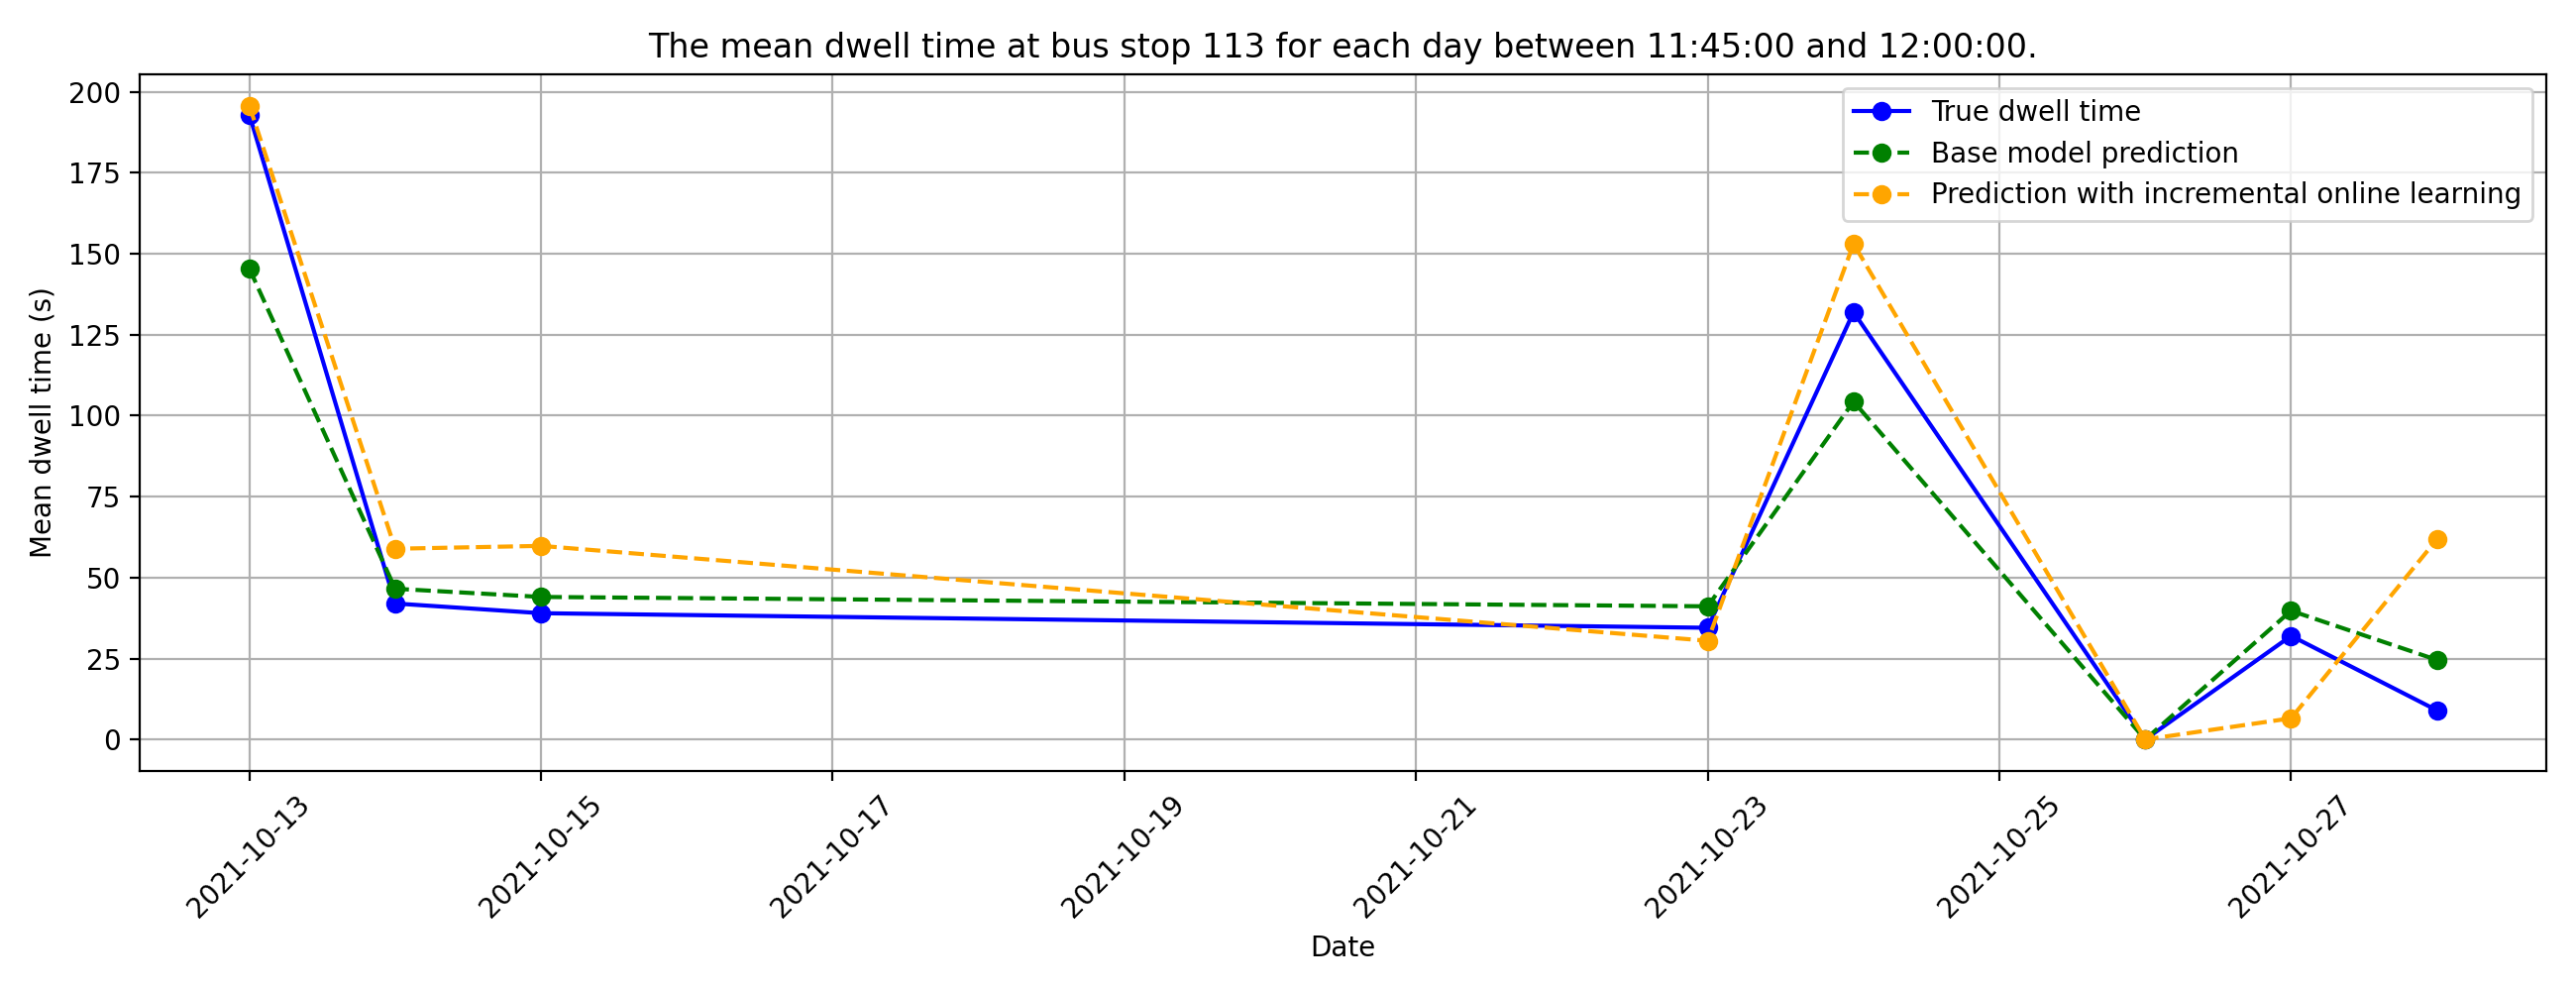 The mean dwell time at bus stop 113 for each day between 11:45:00 and 12:00:00.
True dwell time
Base model prediction
Prediction with incremental online learning
Mean dwell time (s)
200
175
150
125
100
75
50
25
0
2021-10-13
2021-10-15
2021-10-17
2021-10-19
2021-10-21
2021-10-23
2021-10-25
2021-10-27
Date